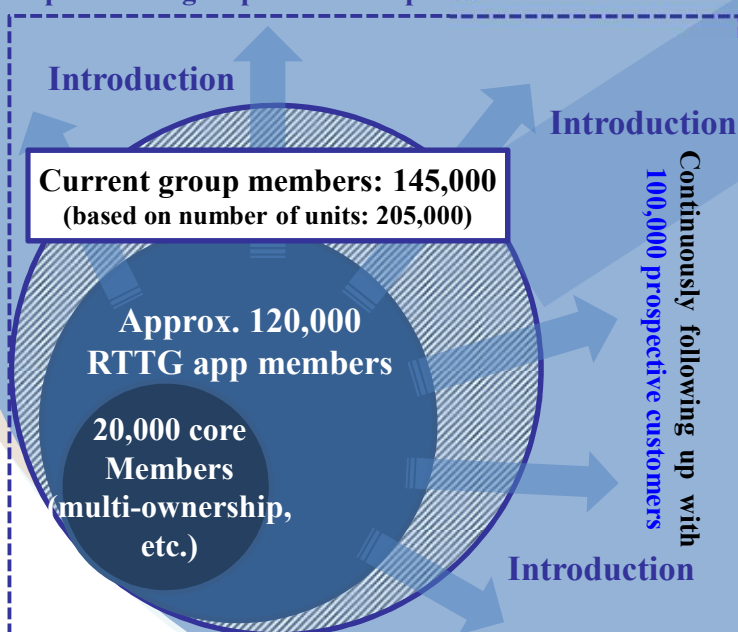 Introduction
Introduction
Current group members: 145,000
(based on number of units: 205,000)
Continuously following up with
100,000 prospective customers
Approx. 120,000
RTTG app members
20,000 core
Members
(multi-ownership,
etc.)
Introduction